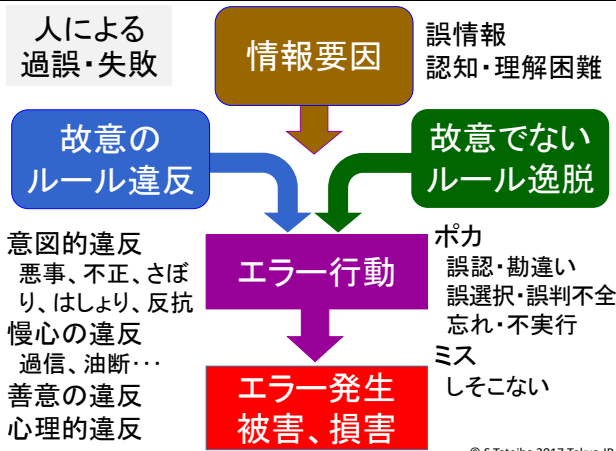 人による
過誤・失敗
情報要因
誤情報
認知・理解困難
故意の
ルール違反
故意でない
ルール逸脱
意図的違反
悪事、不正、さぼ
り、はしょり、反抗
慢心の違反
過信、油断･･･
善意の違反
心理的違反
エラー行動
ポカ
誤認・勘違い
誤選択・誤判不全
忘れ・不実行
ミス
しそこない
エラー発生
被害、損害